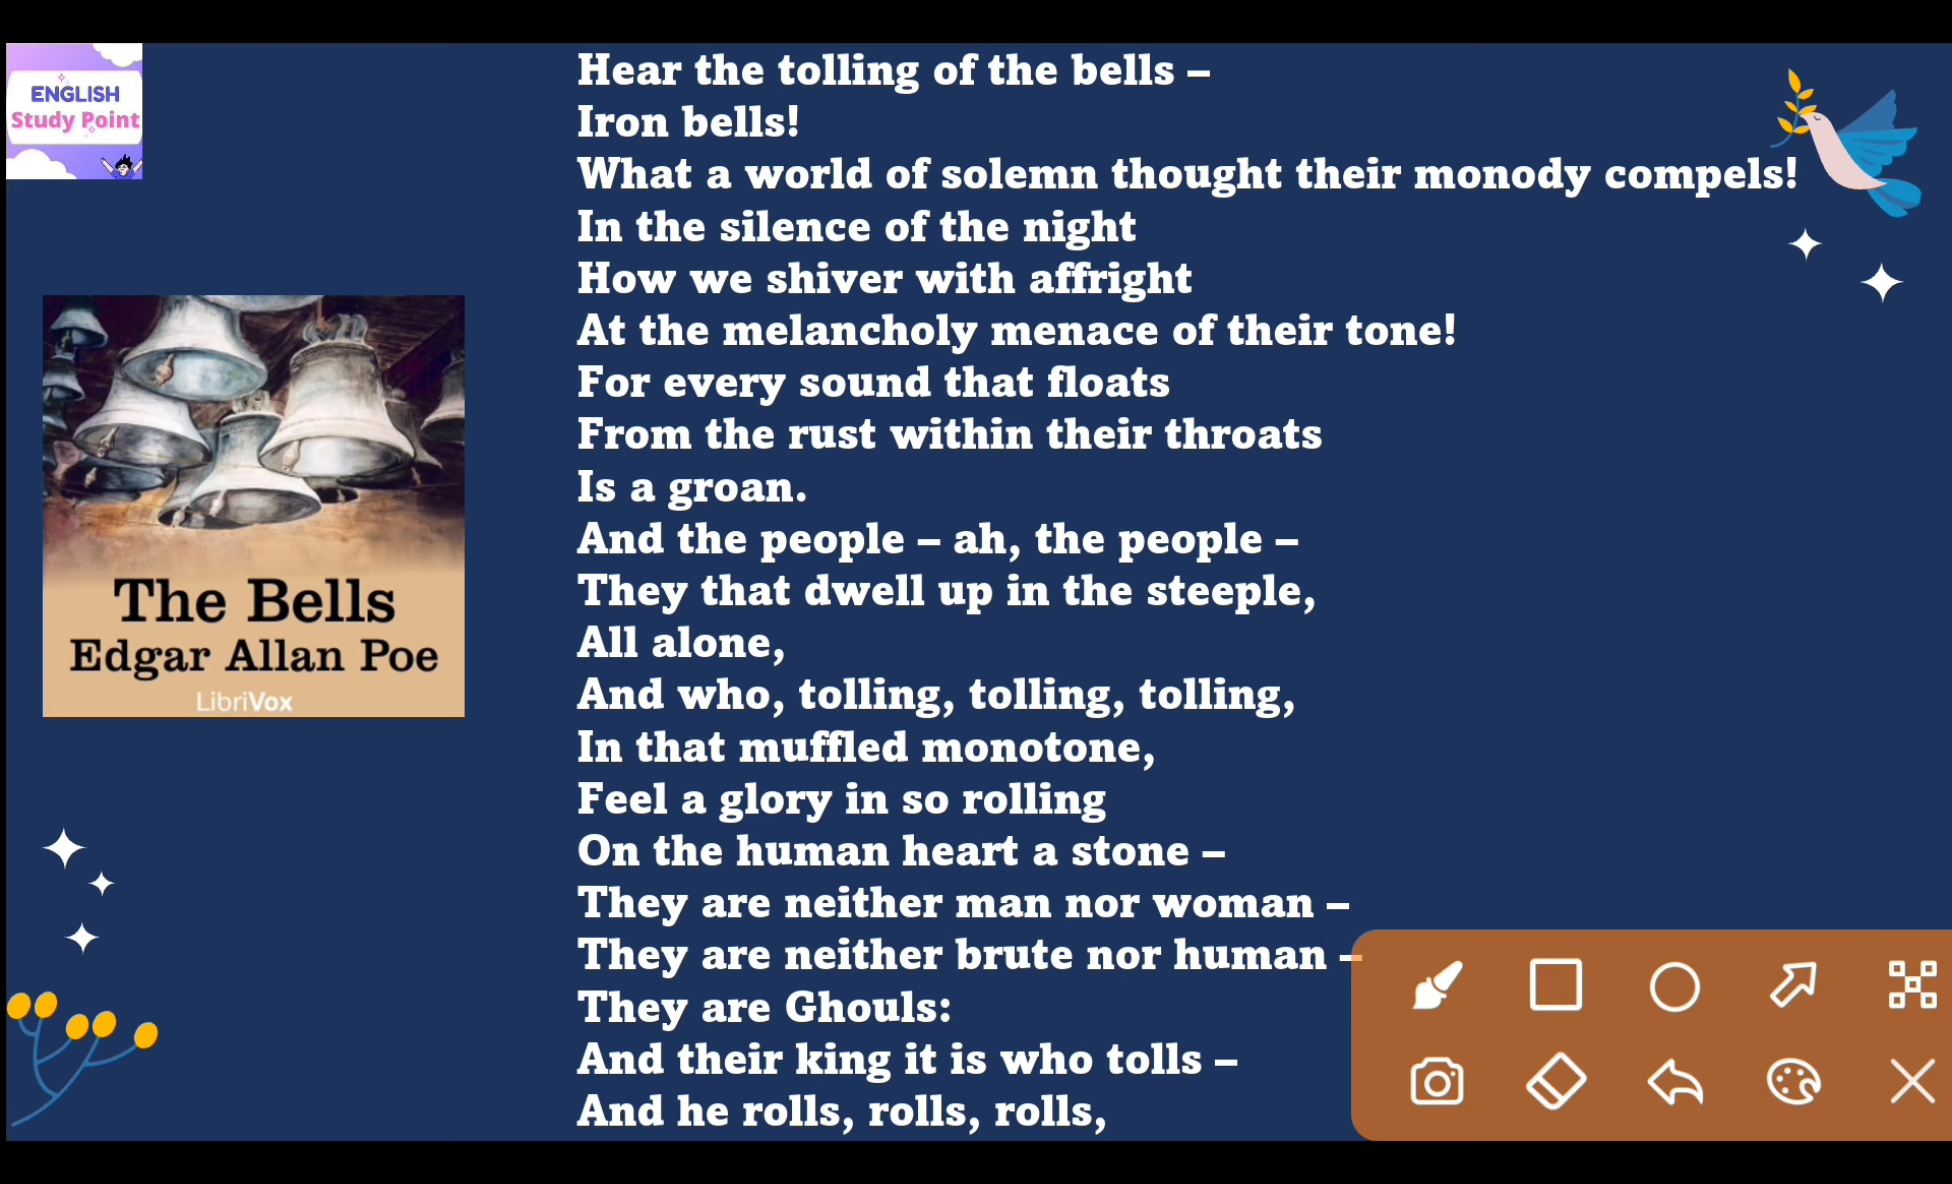 ENGLISH
Study Point
Hear the tolling of the bells –
Iron bells!
What a world of solemn thought their monody compels!
In the silence of the night
How we shiver with affright
At the melancholy menace of their tone!
For every sound that floats
From the rust within their throats
Is a groan.
And the people – ah, the people –
They that dwell up in the steeple,
All alone,
And who, tolling, tolling, tolling,
In that muffled monotone,
Feel a glory in so rolling
On the human heart a stone –
They are neither man nor woman –
They are neither brute nor human –
They are Ghouls:
And their king it is who tolls –
And he rolls, rolls, rolls,
The Bells
Edgar Allan Poe
LibriVox